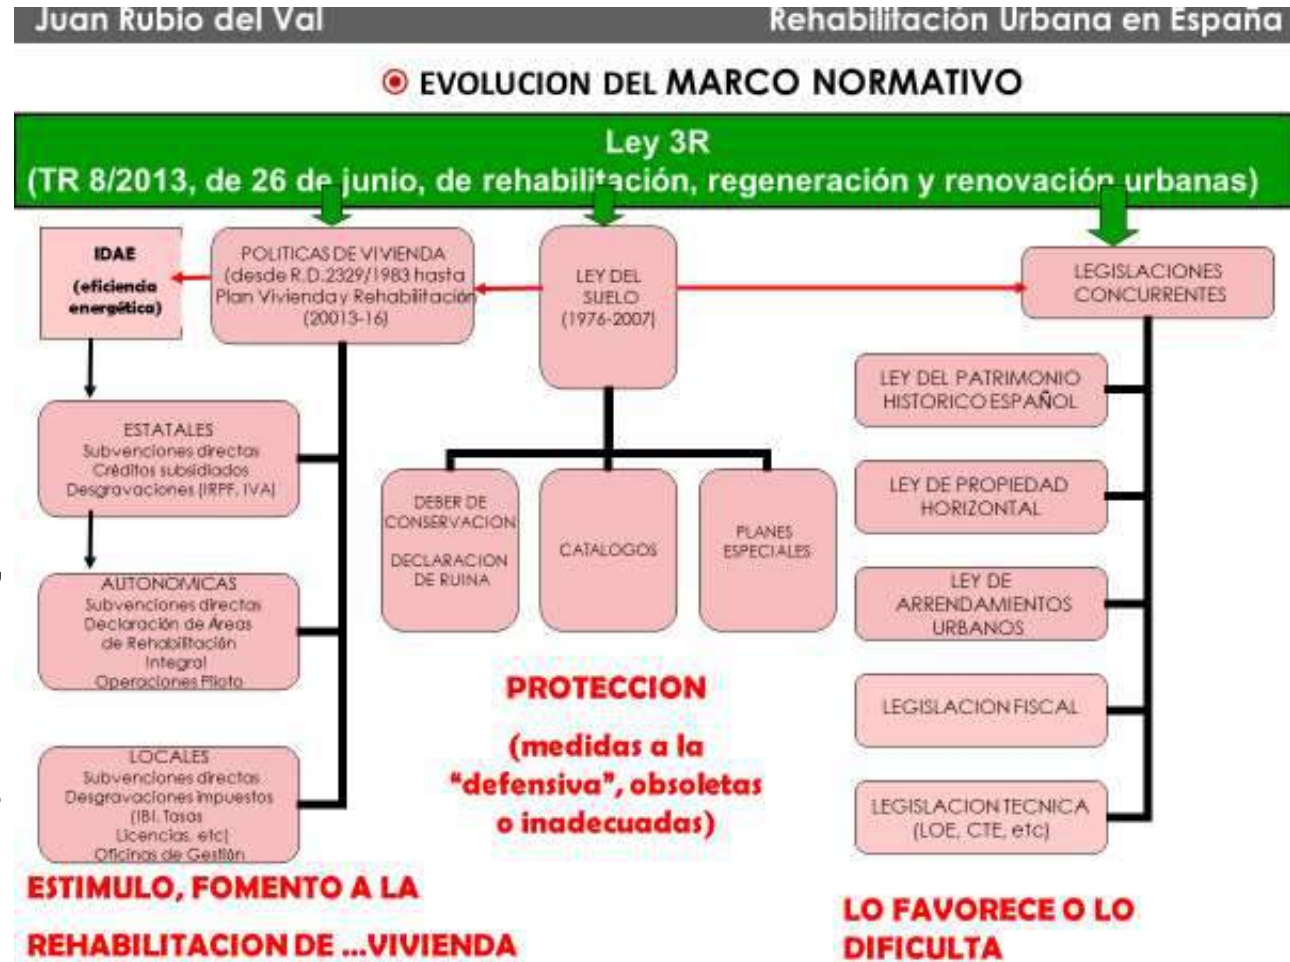 Juan Rubio del Val
Rehabilitación Urbana en España
EVOLUCION DEL MARCO NORMATIVO
Ley 3R
(TR 8/2013, de 26 de junio, de rehabilitación, regeneración y renovación urbanas)
IDAE
(eficiencia
energética)
POLITICAS DE VIVIENDA
(desde R.D.2329/1983 hasta
Plan Vivienda y Rehabilitación
(20013-16)
LEY DEL
SUELO
(1976-2007)
LEGISLACIONES
CONCURRENTES
ESTATALES
Subvenciones directas
Créditos subsidiados
Desgravaciones (IRPF, IVA)
AUTONOMICAS
Subvenciones directas
Declaración de Áreas
de Rehabilitación
Integral
Operaciones Piloto
LOCALES
Subvenciones directas
Desgravaciones impuestos
(IBI, Tasas
Licencias, etc)
Oficinas de Gestión
ESTIMULO, FOMENTO A LA
REHABILITACION DE ...VIVIENDA
DEBER DE
CONSERVACION
DECLARACION
DE RUINA
CATALOGOS
PLANES
ESPECIALES
PROTECCION
(medidas a la
“defensiva”, obsoletas
o inadecuadas)
LEY DEL PATRIMONIO
HISTORICO ESPAÑOL
LEY DE PROPIEDAD
HORIZONTAL
LEY DE
ARRENDAMIENTOS
URBANOS
LEGISLACION FISCAL
LEGISLACION TECNICA
(LOE, CTE, etc)
LO FAVORECE O LO
DIFICULTA